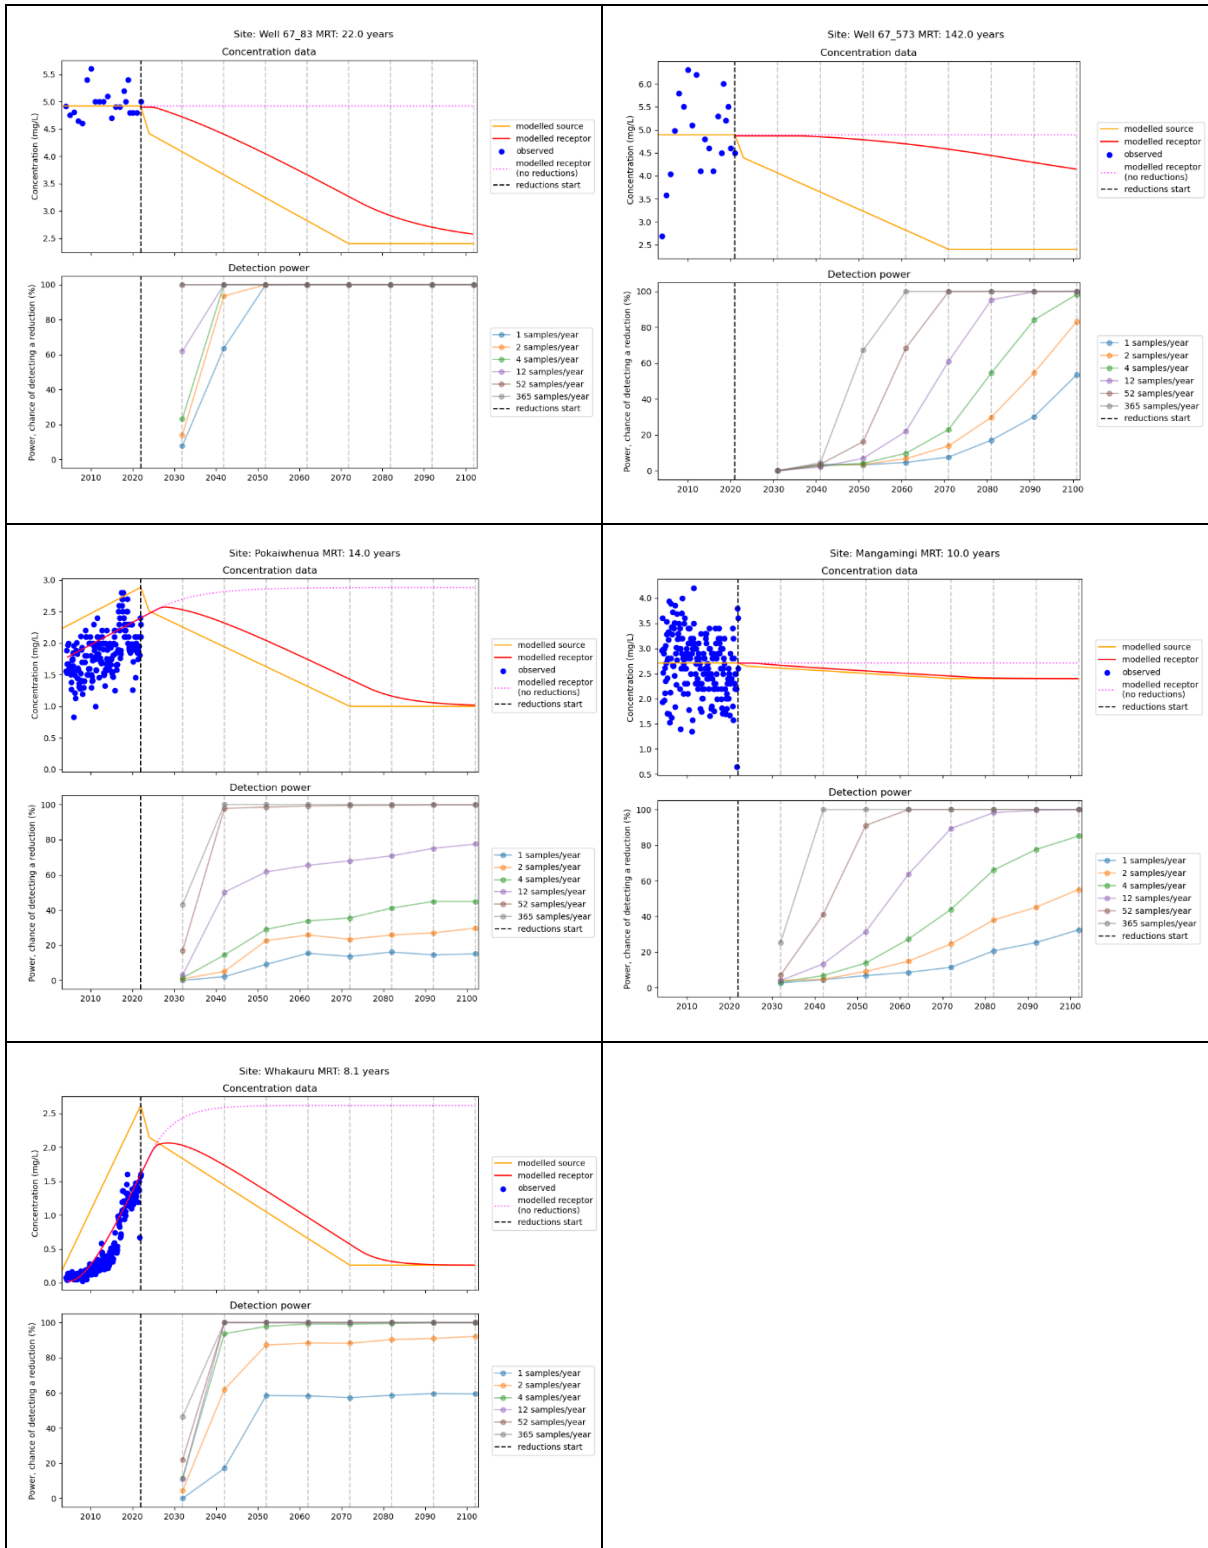 Site: Well 67_83 MRT: 22.0 years
Concentration data
Concentration (mg/L)
5.5
5.0
4.5
4.0
3.5
3.0
2.5
modelled source
modelled receptor
observed
modelled receptor
(no reductions)
reductions start
Detection power
Power, chance of detecting a reduction (%)
100
80
60
40
20
0
1 samples/year
2 samples/year
4 samples/year
12 samples/year
52 samples/year
365 samples/year
reductions start
2010 2020 2030 2040 2050 2060 2070 2080 2090 2100
Site: Well 67_573 MRT: 142.0 years
Concentration data
Concentration (mg/L)
6.0
5.5
5.0
4.5
4.0
3.5
3.0
2.5
modelled source
modelled receptor
observed
modelled receptor
(no reductions)
reductions start
Detection power
Power, chance of detecting a reduction (%)
100
80
60
40
20
0
1 samples/year
2 samples/year
4 samples/year
12 samples/year
52 samples/year
365 samples/year
reductions start
2010 2020 2030 2040 2050 2060 2070 2080 2090 2100
Site: Pokaiwhenua MRT: 14.0 years
Concentration data
Concentration (mg/L)
3.0
2.5
2.0
1.5
1.0
0.5
0.0
modelled source
modelled receptor
observed
modelled receptor
(no reductions)
reductions start
Detection power
Power, chance of detecting a reduction (%)
100
80
60
40
20
0
1 samples/year
2 samples/year
4 samples/year
12 samples/year
52 samples/year
365 samples/year
reductions start
2010 2020 2030 2040 2050 2060 2070 2080 2090 2100
Site: Mangamingi MRT: 10.0 years
Concentration data
Concentration (mg/L)
4.0
3.5
3.0
2.5
2.0
1.5
1.0
0.5
modelled source
modelled receptor
observed
modelled receptor
(no reductions)
reductions start
Detection power
Power, chance of detecting a reduction (%)
100
80
60
40
20
0
1 samples/year
2 samples/year
4 samples/year
12 samples/year
52 samples/year
365 samples/year
reductions start
2010 2020 2030 2040 2050 2060 2070 2080 2090 2100
Site: Whakauru MRT: 8.1 years
Concentration data
Concentration (mg/L)
2.5
2.0
1.5
1.0
0.5
0.0
modelled source
modelled receptor
observed
modelled receptor
(no reductions)
reductions start
Detection power
Power, chance of detecting a reduction (%)
100
80
60
40
20
0
1 samples/year
2 samples/year
4 samples/year
12 samples/year
52 samples/year
365 samples/year
reductions start
2010 2020 2030 2040 2050 2060 2070 2080 2090 2100